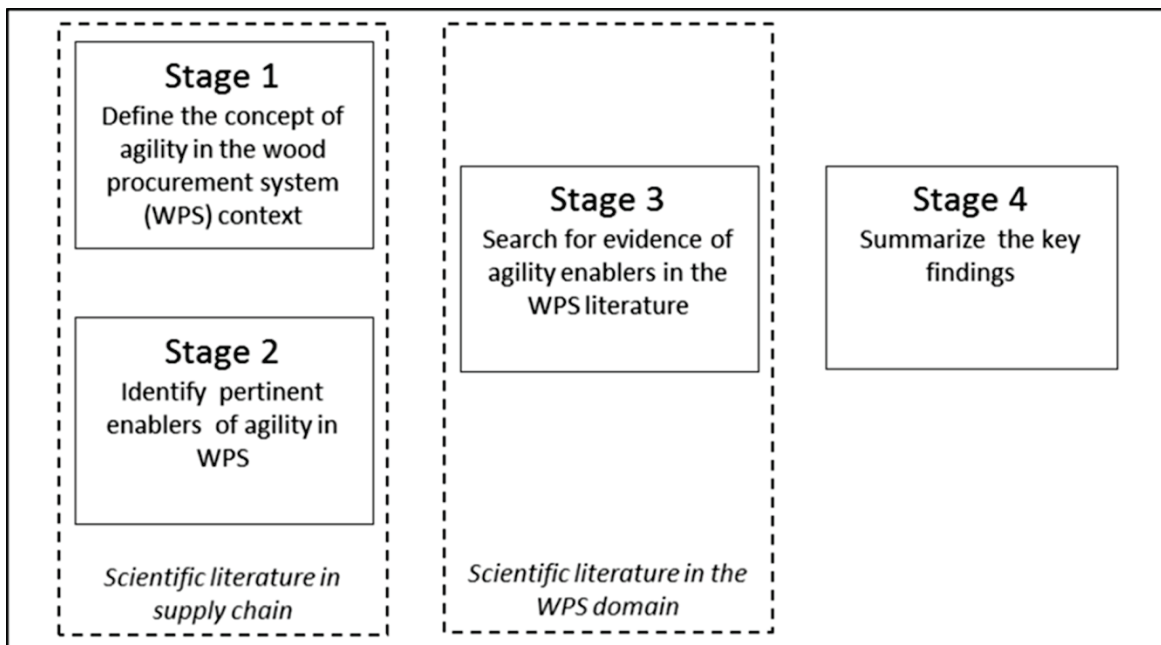 Stage 1
Define the concept of
agility in the wood
procurement system
(WPS) context
Stage 2
Identify pertinent
enablers of agility in
WPS
Scientific literature in
supply chain
Stage 3
Search for evidence of
agility enablers in the
WPS literature
Scientific literature in the
WPS domain
Stage 4
Summarize the key
findings